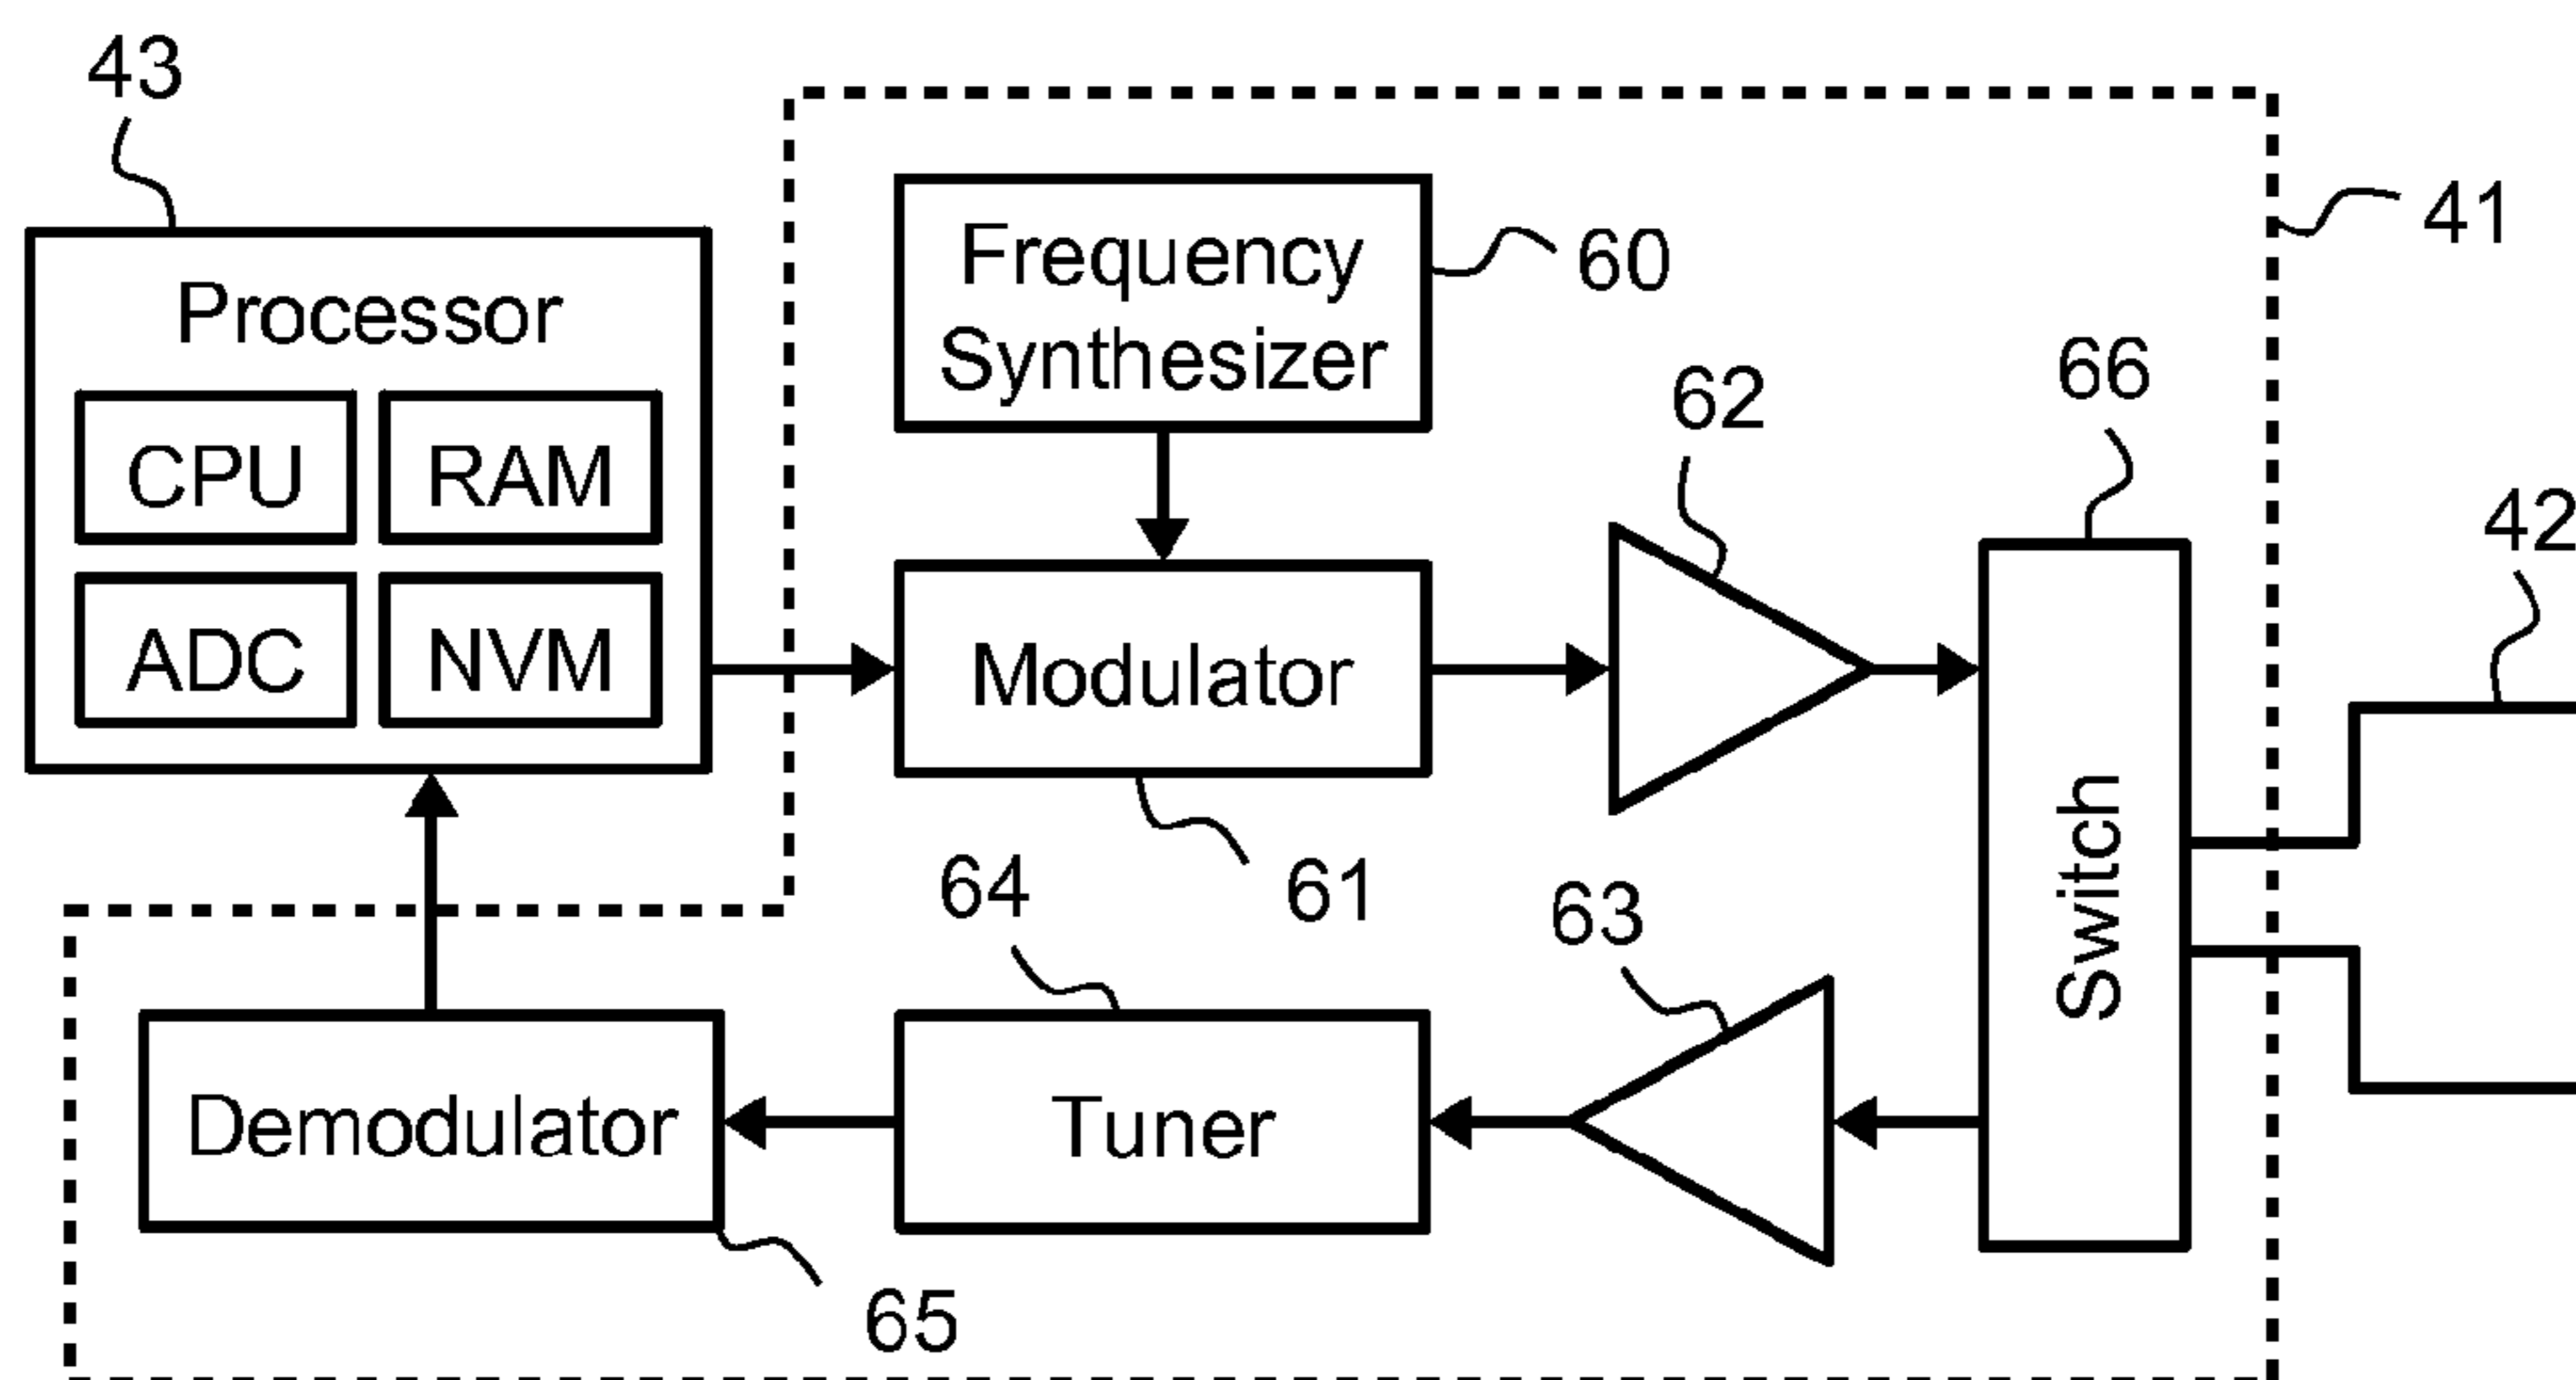 43
41
Frequency
Synthesizer
60
Processor
66
62
CPU
RAM
42
ADC
NVM
Modulator
Switch
64
61
63
Demodulator
Tuner
65